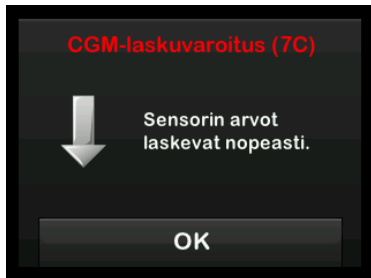 CGM-laskuvaroitus (7C)
Sensorin arvot
laskevat nopeasti.
OK